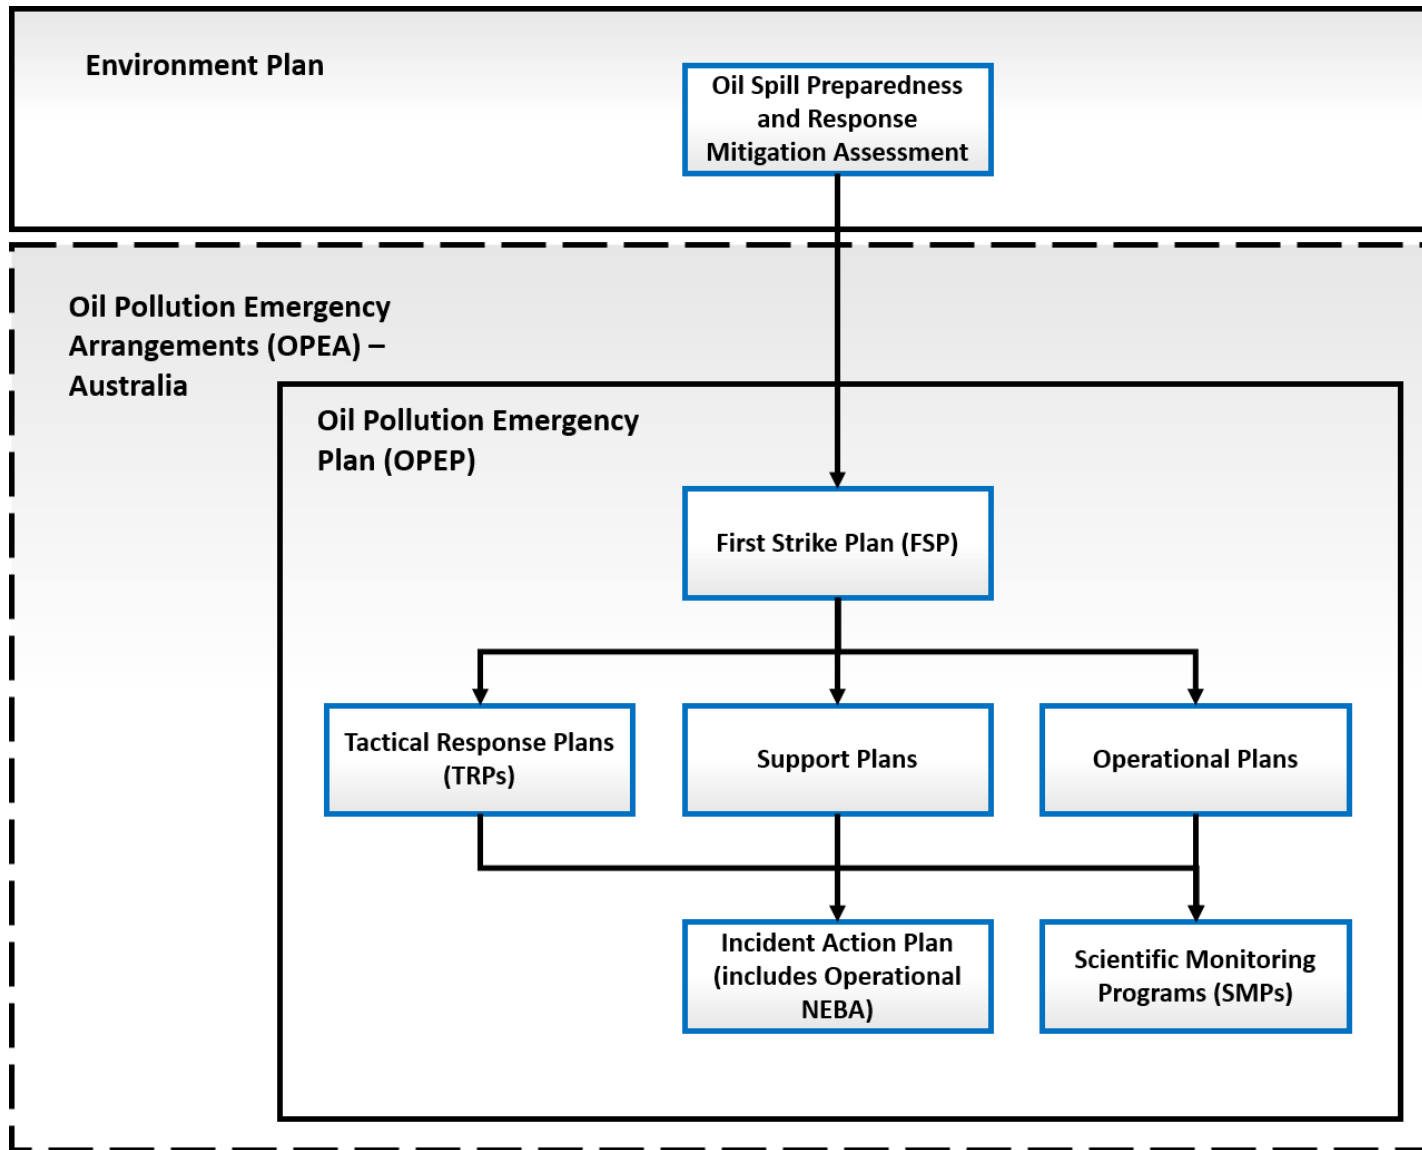 Environment Plan
Oil Spill Preparedness
and Response
Mitigation Assessment
Oil Pollution Emergency
Arrangements (OPEA) –
Australia
Oil Pollution Emergency
Plan (OPEP)
First Strike Plan (FSP)
Tactical Response Plans
(TRPs)
Support Plans
Operational Plans
Incident Action Plan
(includes Operational
NEBA)
Scientific Monitoring
Programs (SMPs)